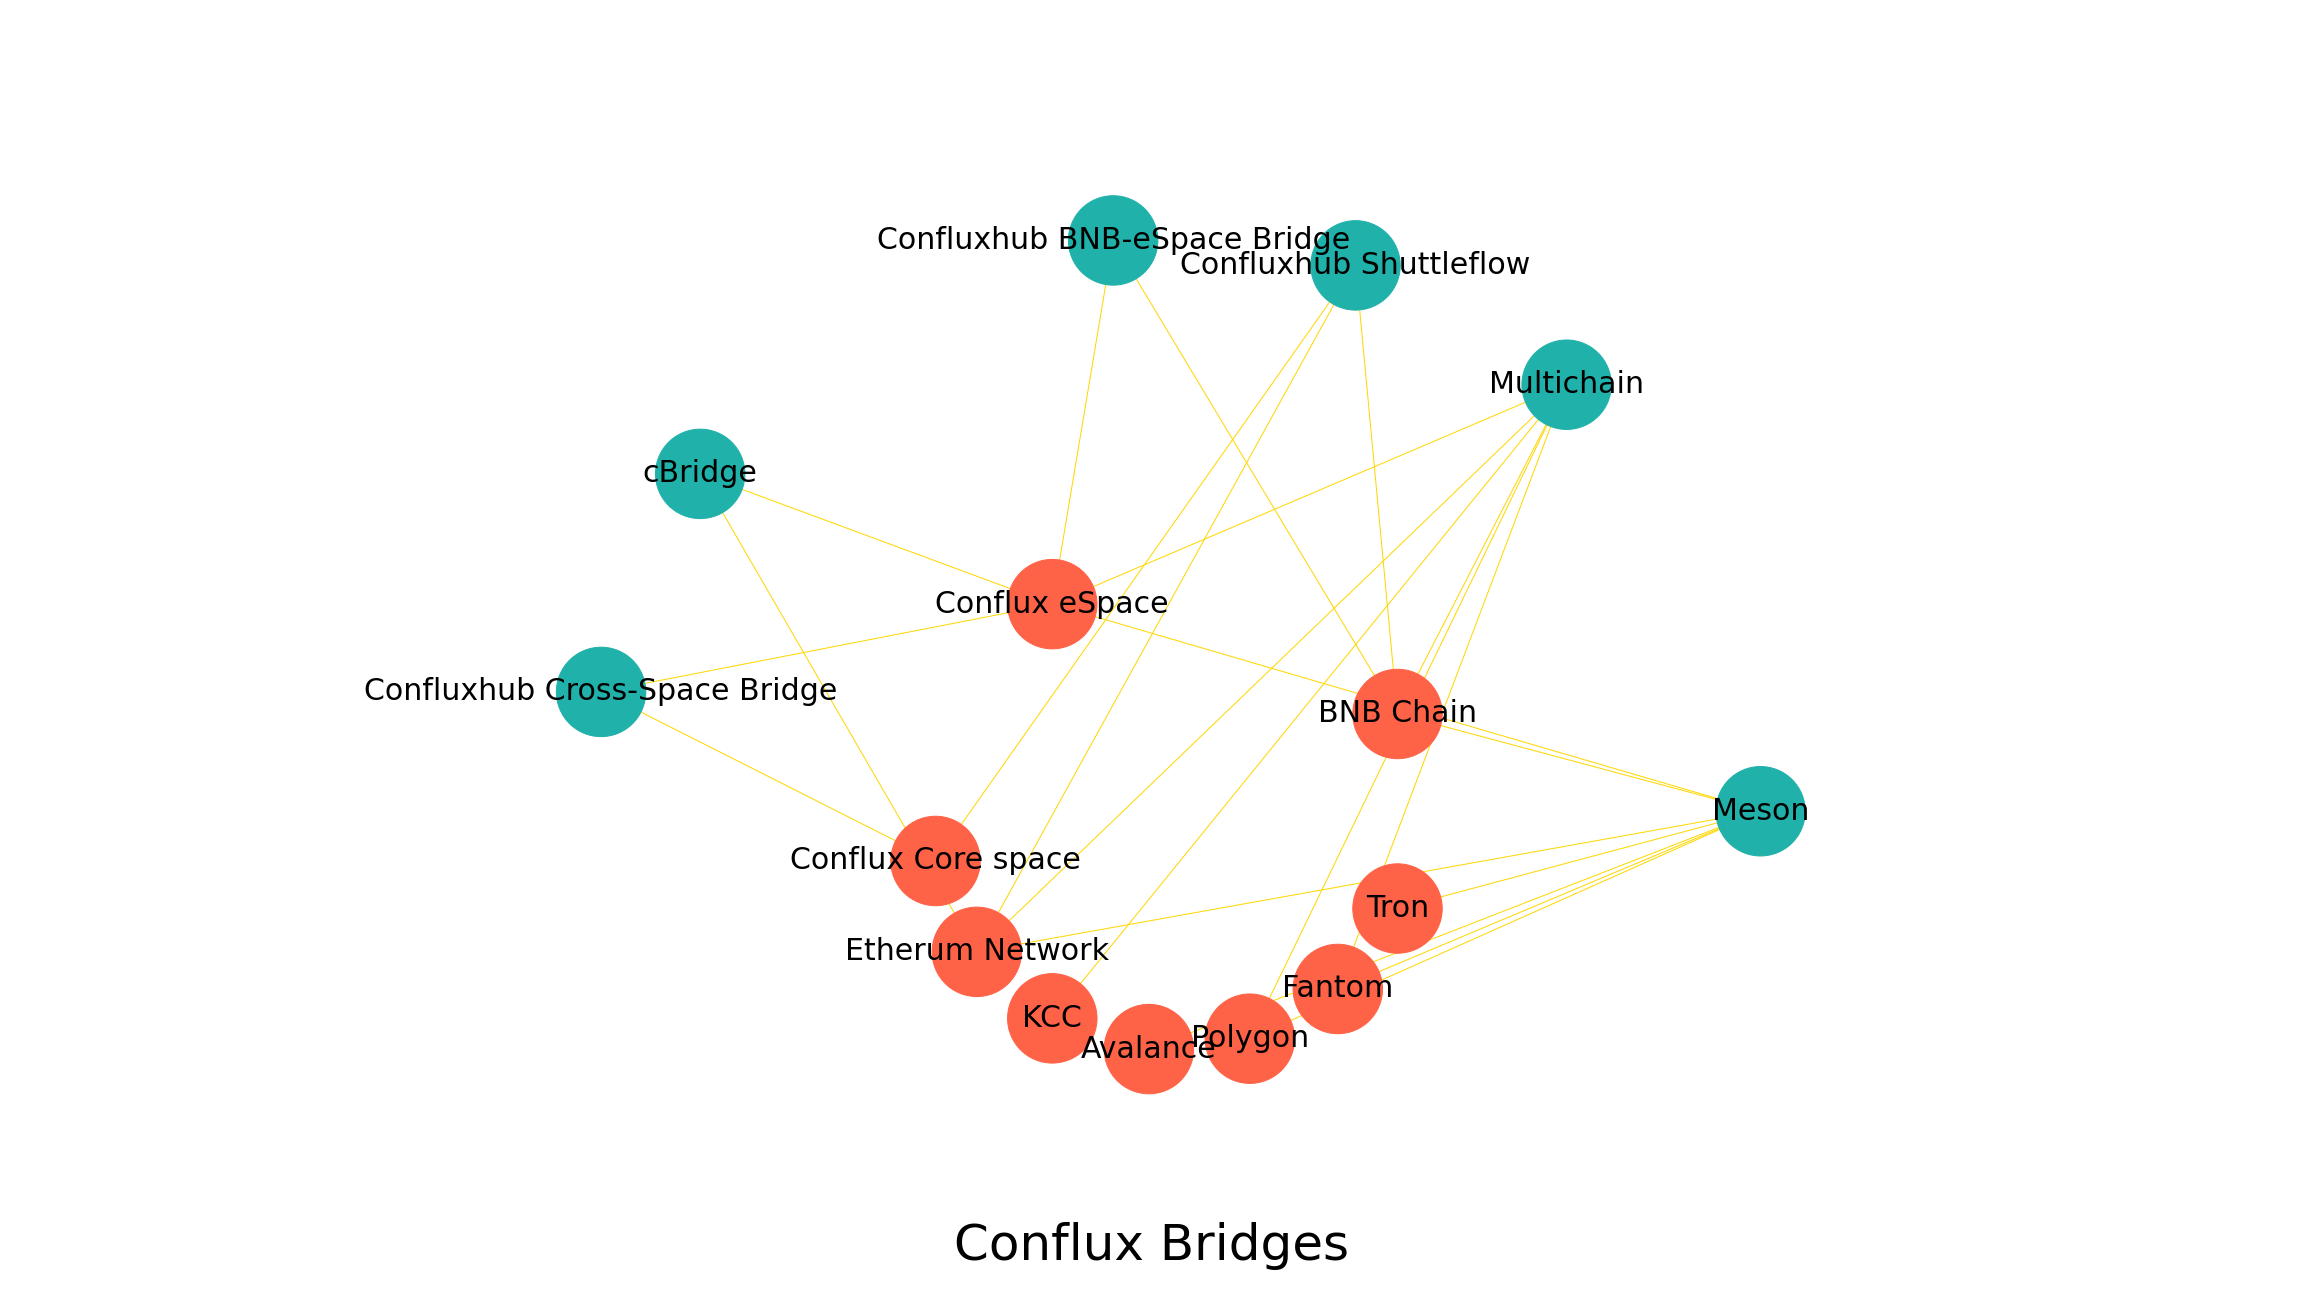 Confluxhub BNB-eSpace Bridge
Confluxhub Shuttleflow
Multichain
cBridge
Conflux eSpace
Confluxhub Cross-Space Bridge
BNB Chain
Meson
Conflux Core space
Tron
Etherum Network
Fantom
KCC
Polygon
Avalance
Conflux Bridges